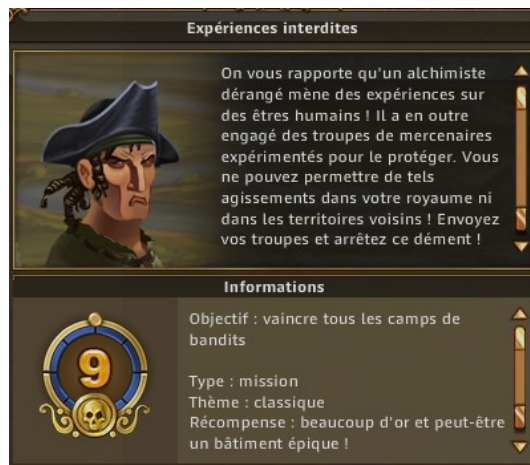 Expériences interdites
On vous rapporte qu'un alchimiste
dérangé mène des expériences sur
des êtres humains ! Il a en outre
engagé des troupes de mercenaires
expérimentés pour le protéger. Vous
ne pouvez permettre de tels
agissements dans votre royaume ni
dans les territoires voisins ! Envoyez
vos troupes et arrêtez ce dément !
Informations
9
Objectif : vaincre tous les camps de
bandits
Type : mission
Thème : classique
Récompense : beaucoup d'or et peut-être
un bâtiment épique !